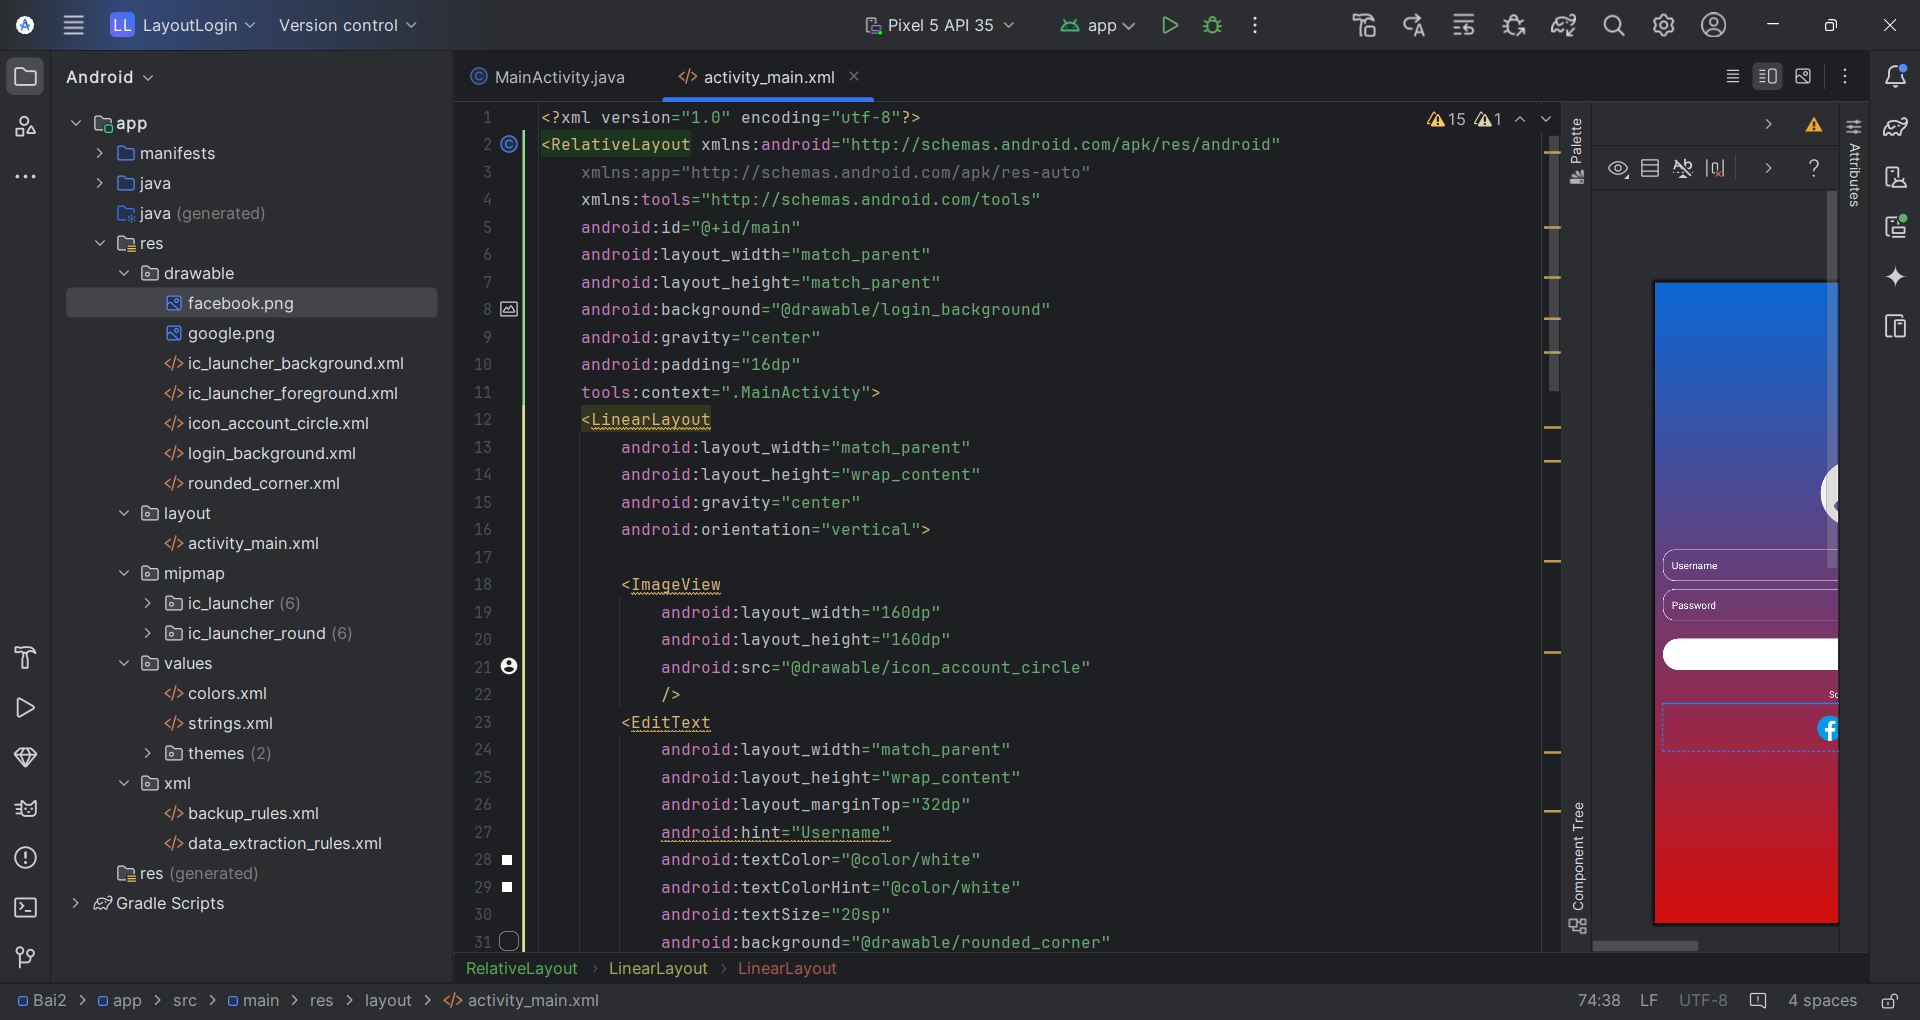 LL LayoutLogin Version control Pixel 5 API 35 app
Android
MainActivity.java activity_main.xml
app
manifests
java
java (generated)
res
drawable
facebook.png
google.png
ic_launcher_background.xml
ic_launcher_foreground.xml
icon_account_circle.xml
login_background.xml
rounded_corner.xml
layout
activity_main.xml
mipmap
ic_launcher (6)
ic_launcher_round (6)
values
colors.xml
strings.xml
themes (2)
xml
backup_rules.xml
data_extraction_rules.xml
res (generated)
Gradle Scripts
15 1
1 <?xml version="1.0" encoding="utf-8"?>
2 <RelativeLayout xmlns:android="http://schemas.android.com/apk/res/android"
3 xmlns:app="http://schemas.android.com/apk/res-auto"
4 xmlns:tools="http://schemas.android.com/tools"
5 android:id="@+id/main"
6 android:layout_width="match_parent"
7 android:layout_height="match_parent"
8 android:background="@drawable/login_background"
9 android:gravity="center"
10 android:padding="16dp"
11 tools:context=".MainActivity">
12 <LinearLayout
13 android:layout_width="match_parent"
14 android:layout_height="wrap_content"
15 android:gravity="center"
16 android:orientation="vertical">
17
18 <ImageView
19 android:layout_width="160dp"
20 android:layout_height="160dp"
21 android:src="@drawable/icon_account_circle"
22 />
23 <EditText
24 android:layout_width="match_parent"
25 android:layout_height="wrap_content"
26 android:layout_marginTop="32dp"
27 android:hint="Username"
28 android:textColor="@color/white"
29 android:textColorHint="@color/white"
30 android:textSize="20sp"
31 android:background="@drawable/rounded_corner"
Palette
Component Tree
Attributes
?
Username
Password
So
f
RelativeLayout › LinearLayout › LinearLayout
Bai2 > app > src > main > res > layout > activity_main.xml
74:38 LF UTF-8 4 spaces